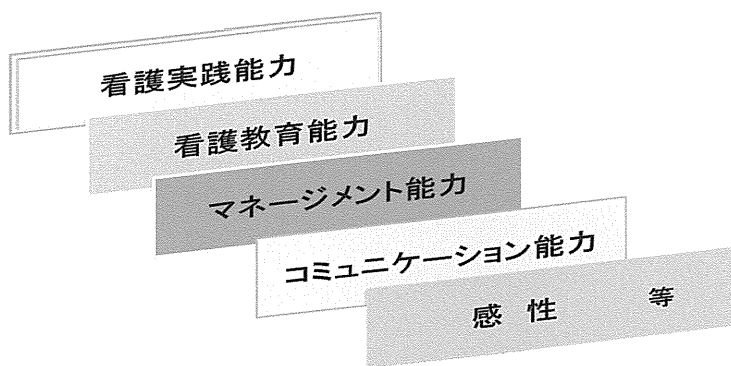 看護実践能力
看護教育能力
マネージメント能力
コミュニケーション能力
感性　　等